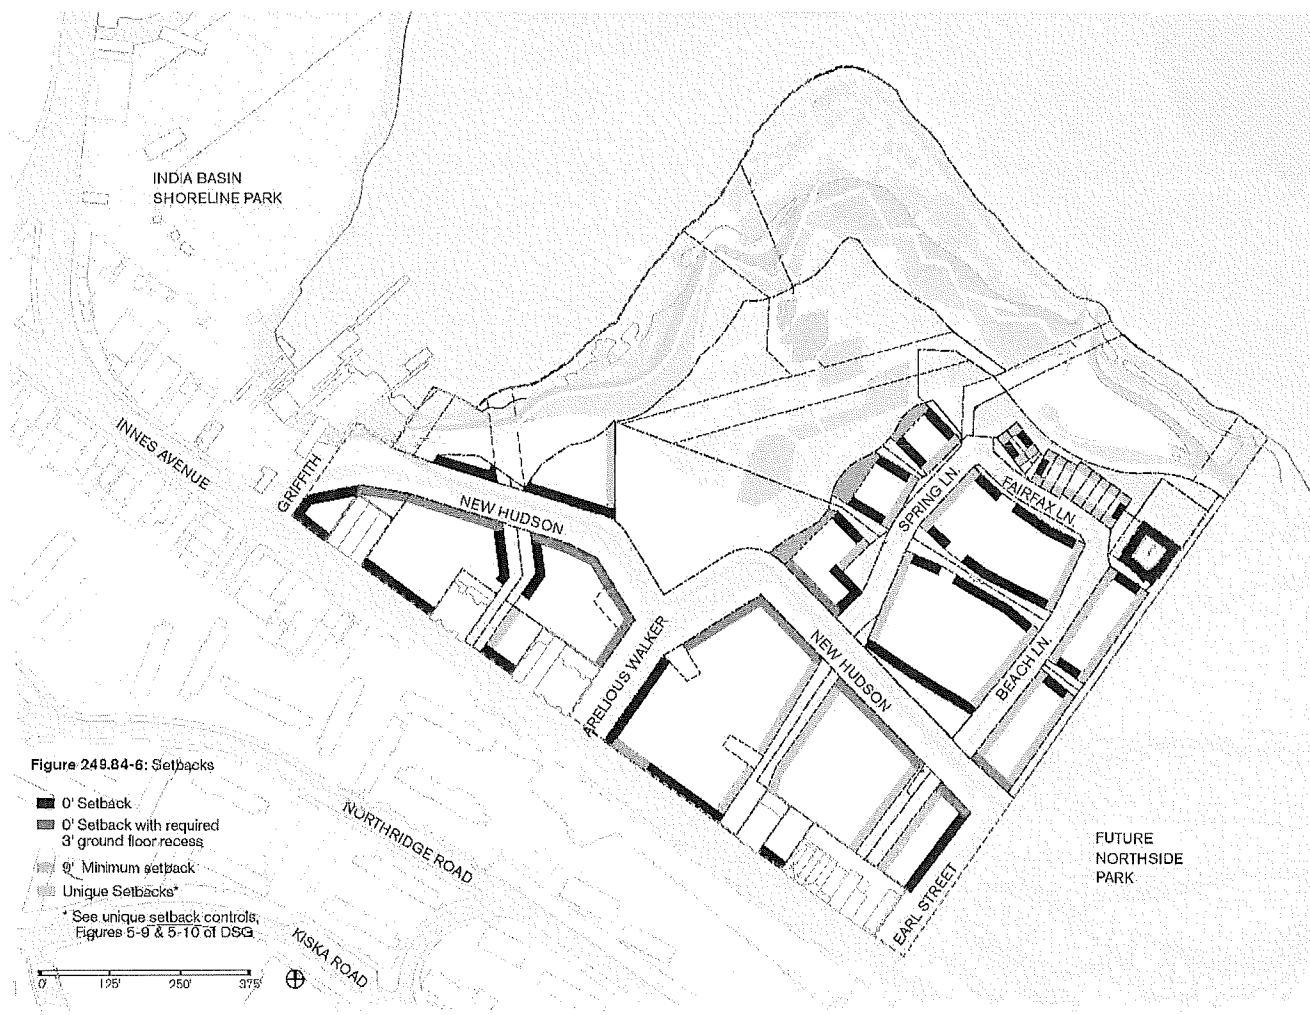 INDIA BASIN
SHORELINE PARK
INNES AVENUE
GRIFFITH
NEW HUDSON
SPRING LN.
FAIRFAX LN.
ARELIOUS WALKER
NEW HUDSON
BEACH LN.
EARL STREET
FUTURE
NORTHSIDE
PARK
NORTHRIDGE ROAD
KISKA ROAD
Figure 249.84-6: Setbacks
0' Setback
0' Setback with required
3' ground floor recess
9' Minimum setback
Unique Setbacks*
* See unique setback controls,
Figures 5-9 & 5-10 of DSG
0' 125' 250' 375'